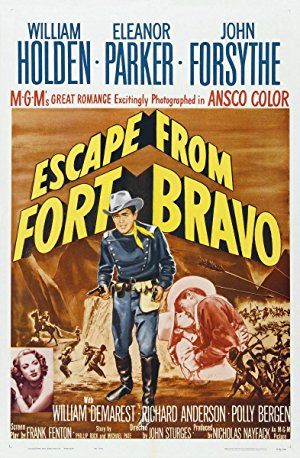 WILLIAM ELEANOR JOHN
HOLDEN · PARKER · FORSYTHE
M-G-M's GREAT ROMANCE Excitingly Photographed in ANSCO COLOR
ESCAPE FROM
FORT BRAVO
With
WILLIAM DEMAREST · RICHARD ANDERSON · POLLY BERGEN
Screen Play by FRANK FENTON · Story by PHILLIP ROCK and MICHAEL PATE · Directed by JOHN STURGES · Produced by NICHOLAS NAYFACK · An M-G-M Picture